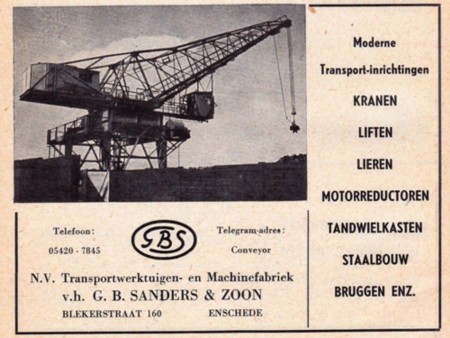 Moderne
Transport-inrichtingen
KRANEN
LIFTEN
LIEREN
MOTORREDUCTOREN
TANDWIELKASTEN
STAALBOUW
BRUGGEN ENZ.
Telefoon:
05420 - 7845
GBS
Telegram-adres:
Conveyor
N.V. Transportwerktuigen- en Machinefabriek
v.h. G. B. SANDERS & ZOON
BLEKERSTRAAT 160 ENSCHEDE